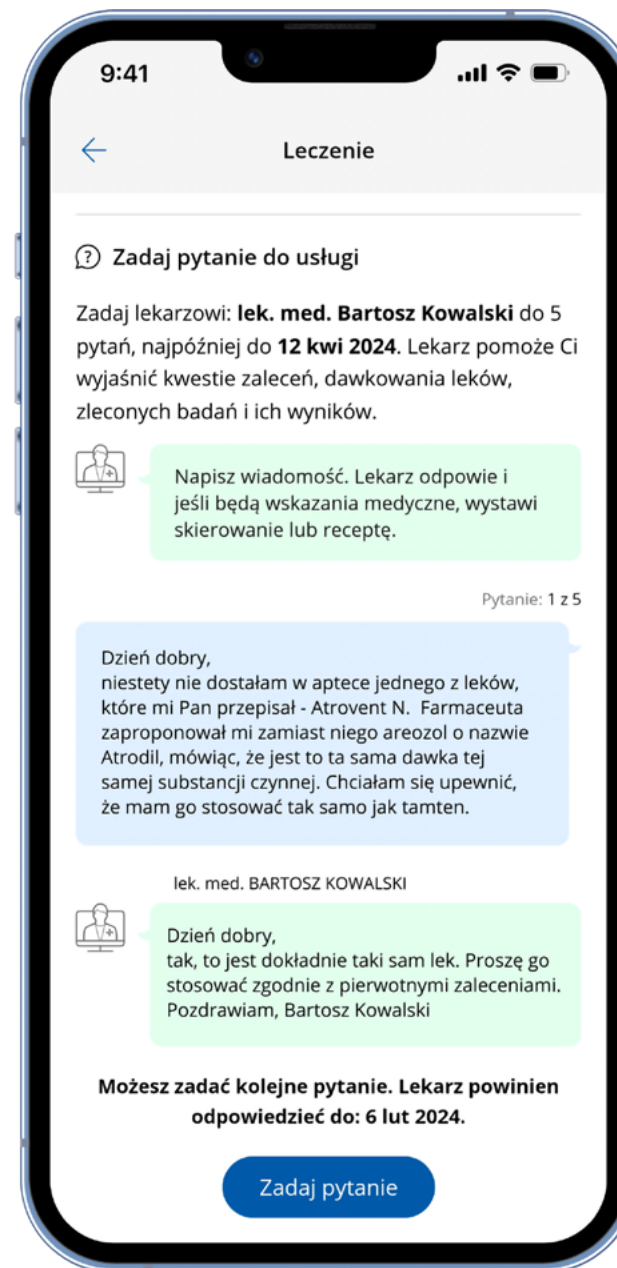 9:41
Leczenie
Zadaj pytanie do usługi
Zadaj lekarzowi: lek. med. Bartosz Kowalski do 5
pytań, najpóźniej do 12 kwi 2024. Lekarz pomoże Ci
wyjaśnić kwestie zaleceń, dawkowania leków,
zleconych badań i ich wyników.
Napisz wiadomość. Lekarz odpowie i
jeśli będą wskazania medyczne, wystawi
skierowanie lub receptę.
Pytanie: 1 z 5
Dzień dobry,
niestety nie dostałam w aptece jednego z leków,
które mi Pan przepisał - Atrovent N. Farmaceuta
zaproponował mi zamiast niego areozol o nazwie
Atrodil, mówiąc, że jest to ta sama dawka tej
samej substancji czynnej. Chciałam się upewnić,
że mam go stosować tak samo jak tamten.
lek. med. BARTOSZ KOWALSKI
Dzień dobry,
tak, to jest dokładnie taki sam lek. Proszę go
stosować zgodnie z pierwotnymi zaleceniami.
Pozdrawiam, Bartosz Kowalski
Możesz zadać kolejne pytanie. Lekarz powinien
odpowiedzieć do: 6 lut 2024.
Zadaj pytanie